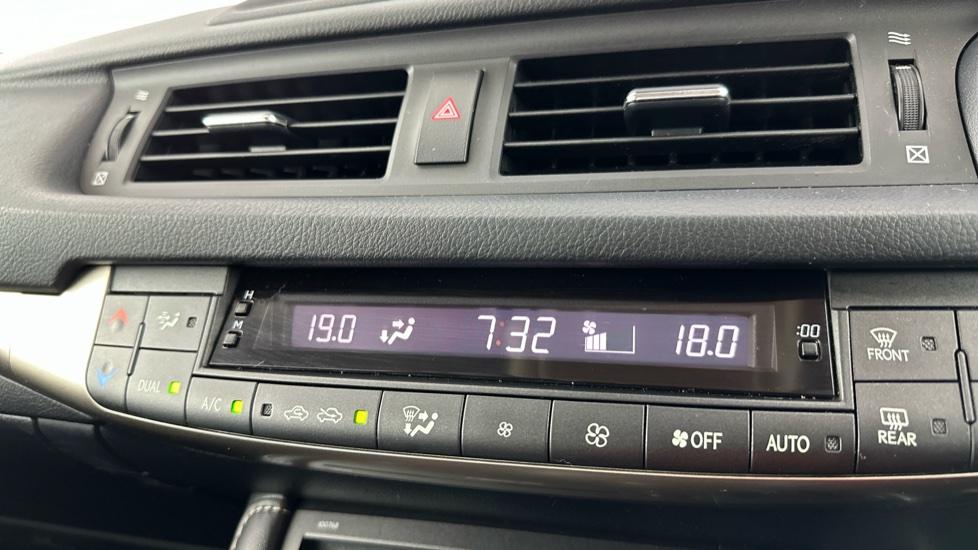 H
M
19.0
7:32
18.0
:00
FRONT
DUAL
A/C
OFF
AUTO
REAR